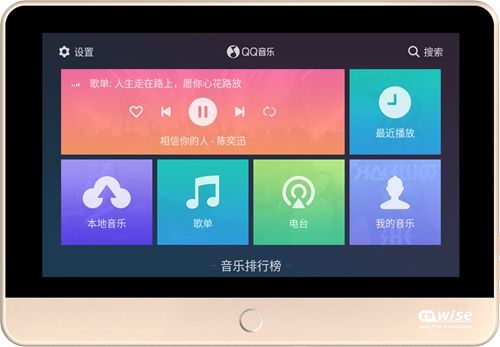 设置
QQ音乐
搜索
歌单: 人生走在路上，愿你心花路放
相信你的人 - 陈奕迅
最近播放
本地音乐
歌单
电台
我的音乐
音乐排行榜
wise